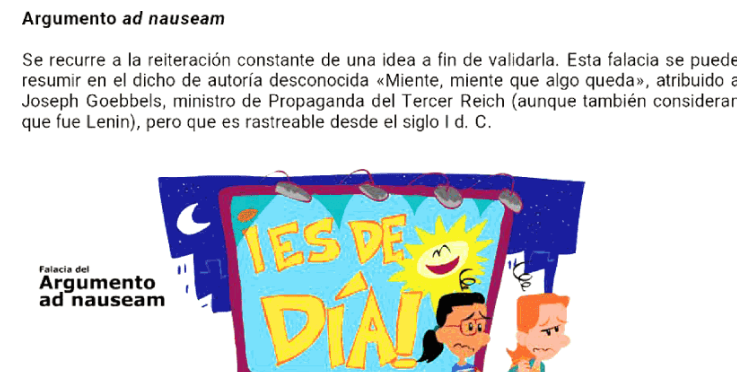 Argumento ad nauseam
Se recurre a la reiteración constante de una idea a fin de validarla. Esta falacia se puede
resumir en el dicho de autoría desconocida «Miente, miente que algo queda», atribuido a
Joseph Goebbels, ministro de Propaganda del Tercer Reich (aunque también consideran
que fue Lenin), pero que es rastreable desde el siglo I d. C.
¡ES DE
DÍA!
Falacia del
Argumento
ad nauseam